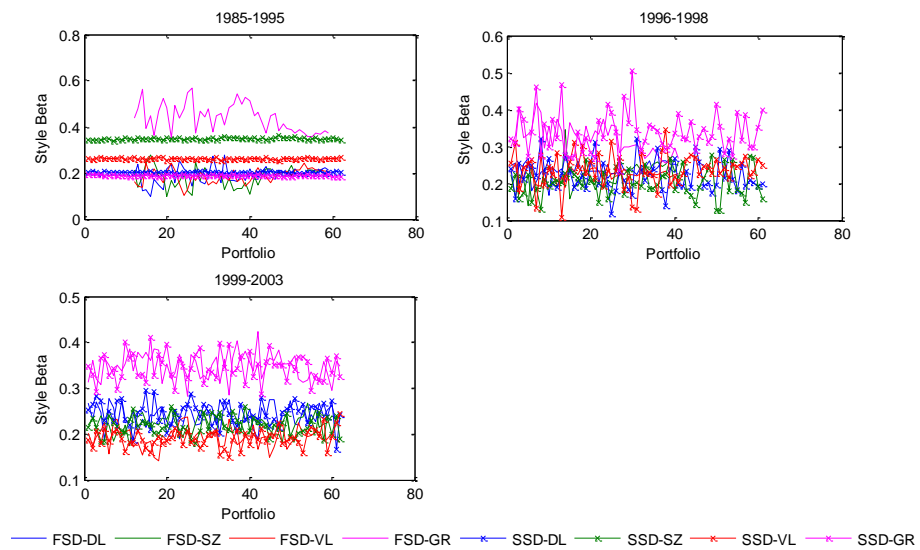 1985-1995
0.8
0.6
0.4
0.2
0
Style Beta
0 20 40 60 80
Portfolio
1996-1998
0.6
0.5
0.4
0.3
0.2
0.1
Style Beta
0 20 40 60 80
Portfolio
1999-2003
0.5
0.4
0.3
0.2
0.1
Style Beta
0 20 40 60 80
Portfolio
FSD-DL FSD-SZ FSD-VL FSD-GR SSD-DL SSD-SZ SSD-VL SSD-GR